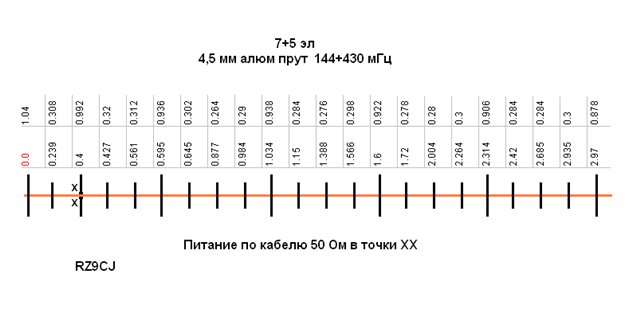 7+5 эл
4,5 мм алюм прут 144+430 мГц
1.04 0.308 0.992 0.32 0.312 0.936 0.302 0.264 0.29 0.938 0.284 0.276 0.298 0.922 0.278 0.28 0.3 0.906 0.284 0.284 0.3 0.878
0.0 0.239 0.4 0.427 0.561 0.595 0.645 0.877 0.984 1.034 1.15 1.388 1.566 1.6 1.72 2.004 2.264 2.314 2.42 2.685 2.935 2.97
X
X
Питание по кабелю 50 Ом в точки XX
RZ9CJ